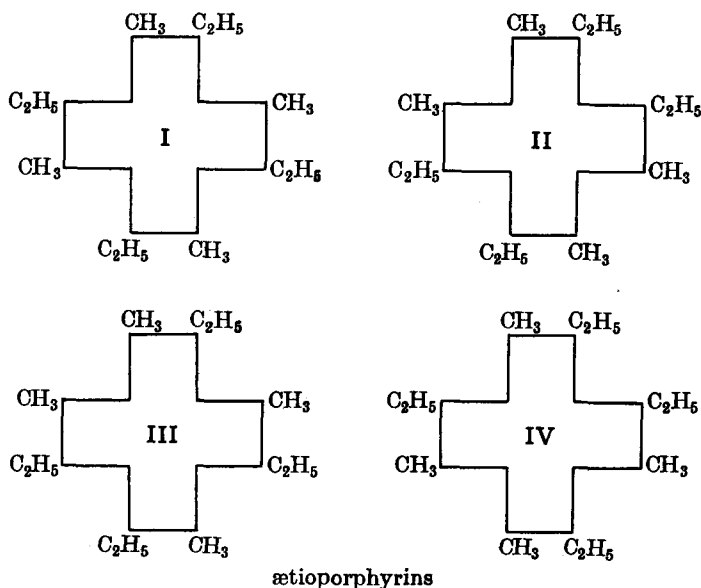 CH₃ C₂H₅ CH₃ C₂H₅
C₂H₅ CH₃ CH₃ C₂H₅
I II
CH₃ C₂H₅ C₂H₅ CH₃
C₂H₅ CH₃ C₂H₅ CH₃
CH₃ C₂H₅ CH₃ C₂H₅
CH₃ CH₃ C₂H₅ C₂H₅
III IV
C₂H₅ C₂H₅ CH₃ CH₃
C₂H₅ CH₃ CH₃ C₂H₅
ætioporphyrins